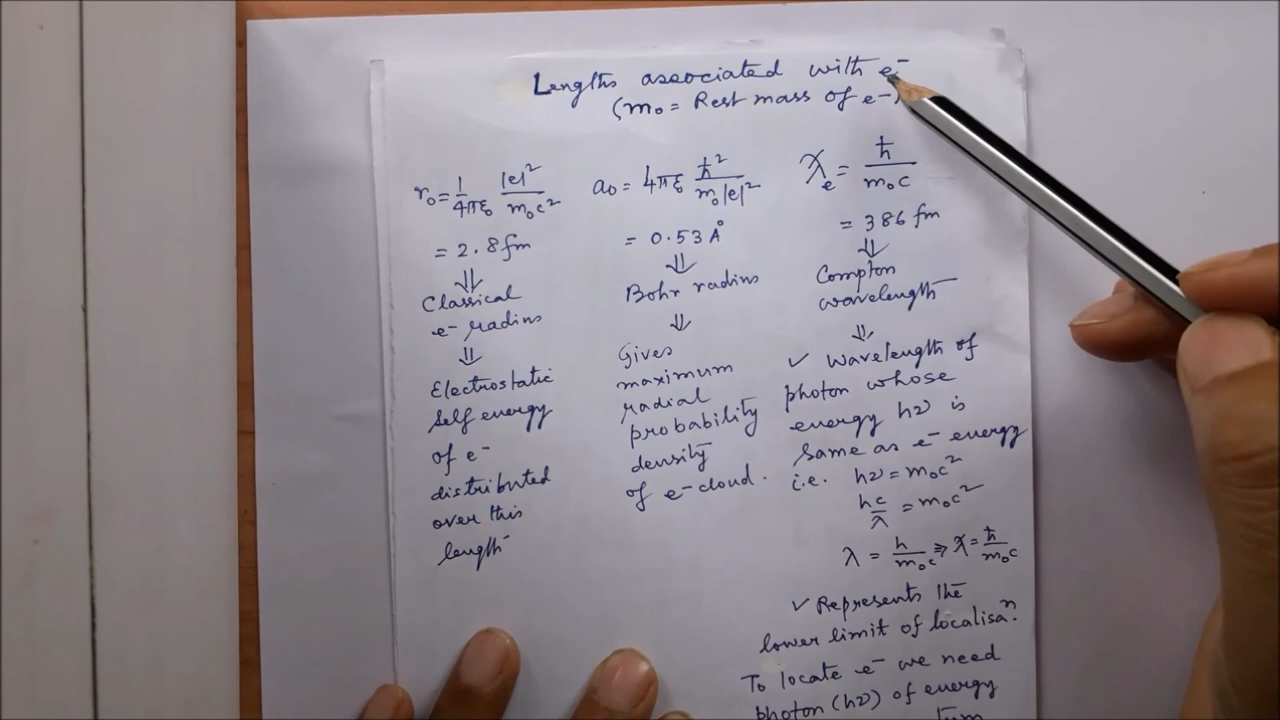 Lengths associated with e⁻
(m₀ = Rest mass of e⁻)
r₀ = 1/4πε₀ |e|²/m₀c²
= 2.8 fm
⇓
Classical
e⁻ radius
⇓
Electrostatic
Self energy
of e⁻
distributed
over this
length
a₀ = 4πε₀ ħ²/m₀|e|²
= 0.53 Å
⇓
Bohr radius
⇓
Gives
maximum
radial
probability
density
of e⁻ cloud.
ƛₑ = ħ/m₀c
= 386 fm
⇓
Compton
wavelength
⇓
✓ Wavelength of
photon whose
energy hν is
same as e⁻ energy
i.e. hν = m₀c²
hc/λ = m₀c²
λ = h/m₀c ⇒ ƛ = ħ/m₀c
✓ Represents the
lower limit of localisaⁿ.
To locate e⁻ we need
photon (hν) of energy